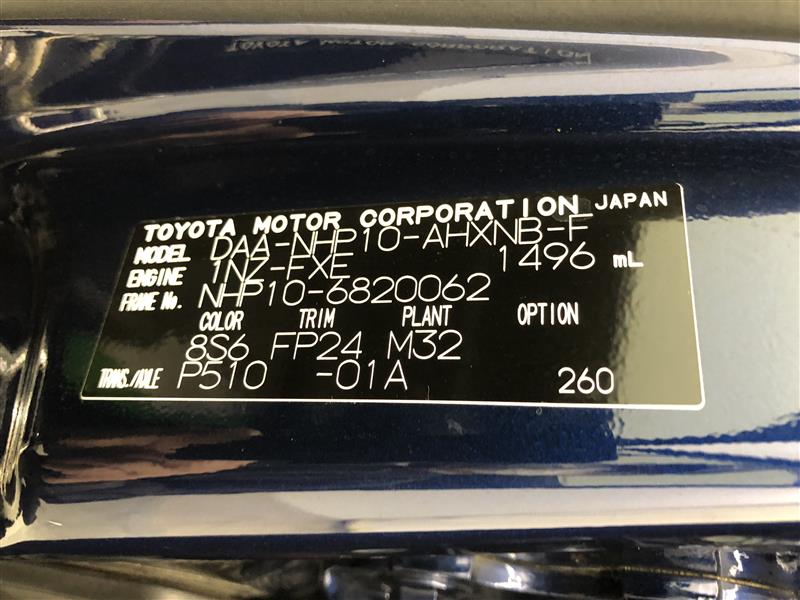 TOYOTA MOTOR CORPORATION JAPAN
MODEL DAA-NHP10-AHXNB-F
ENGINE 1NZ-FXE 1496 mL
FRAME No. NHP10-6820062
COLOR TRIM PLANT OPTION
8S6 FP24 M32
TRANS./AXLE P510 -01A 260